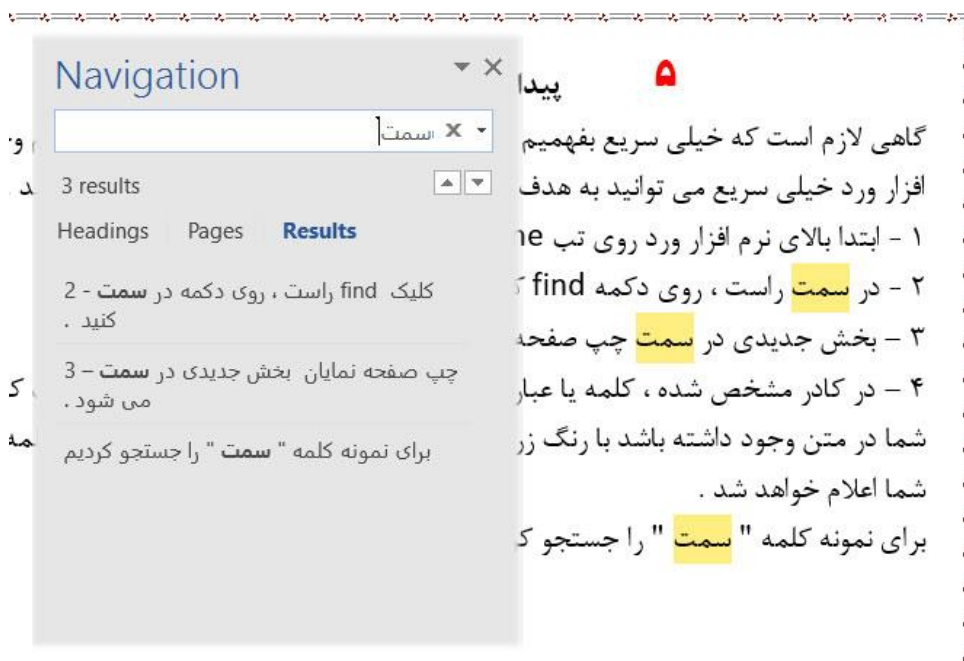 ۵
پیدا
گاهی لازم است که خیلی سریع بفهمیم
افزار ورد خیلی سریع می توانید به هدف
۱ - ابتدا بالای نرم افزار ورد روی تب
۲ - در سمت راست ، روی دکمه find
۳ – بخش جدیدی در سمت چپ صفحه
۴ – در کادر مشخص شده ، کلمه یا
شما در متن وجود داشته باشد با رنگ
شما اعلام خواهد شد .
برای نمونه کلمه " سمت " را جستجو
Navigation
سمت
3 results
Headings Pages Results
2 - کلیک find راست ، روی دکمه در سمت
کنید .
3 – چپ صفحه نمایان بخش جدیدی در سمت
می شود .
برای نمونه کلمه " سمت " را جستجو کردیم